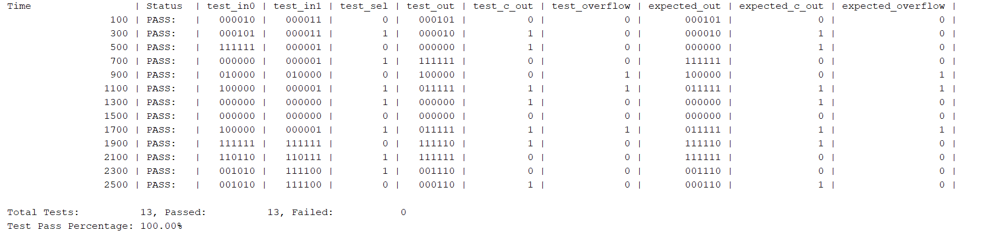 Time                     | Status  | test_in0 | test_in1 | test_sel | test_out | test_c_out | test_overflow | expected_out | expected_c_out | expected_overflow |
100 | PASS:   |   000010 |   000011 |        0 |   000101 |          0 |             0 |       000101 |              0 |                 0 |
300 | PASS:   |   000101 |   000011 |        1 |   000010 |          1 |             0 |       000010 |              1 |                 0 |
500 | PASS:   |   111111 |   000001 |        0 |   000000 |          1 |             0 |       000000 |              1 |                 0 |
700 | PASS:   |   000000 |   000001 |        1 |   111111 |          0 |             0 |       111111 |              0 |                 0 |
900 | PASS:   |   010000 |   010000 |        0 |   100000 |          0 |             1 |       100000 |              0 |                 1 |
1100 | PASS:   |   100000 |   000001 |        1 |   011111 |          1 |             1 |       011111 |              1 |                 1 |
1300 | PASS:   |   000000 |   000000 |        1 |   000000 |          1 |             0 |       000000 |              1 |                 0 |
1500 | PASS:   |   000000 |   000000 |        0 |   000000 |          0 |             0 |       000000 |              0 |                 0 |
1700 | PASS:   |   100000 |   000001 |        1 |   011111 |          1 |             1 |       011111 |              1 |                 1 |
1900 | PASS:   |   111111 |   111111 |        0 |   111110 |          1 |             0 |       111110 |              1 |                 0 |
2100 | PASS:   |   110110 |   110111 |        1 |   111111 |          0 |             0 |       111111 |              0 |                 0 |
2300 | PASS:   |   001010 |   111100 |        1 |   001110 |          0 |             0 |       001110 |              0 |                 0 |
2500 | PASS:   |   001010 |   111100 |        0 |   000110 |          1 |             0 |       000110 |              1 |                 0 |
Total Tests:          13, Passed:          13, Failed:           0
Test Pass Percentage: 100.00%